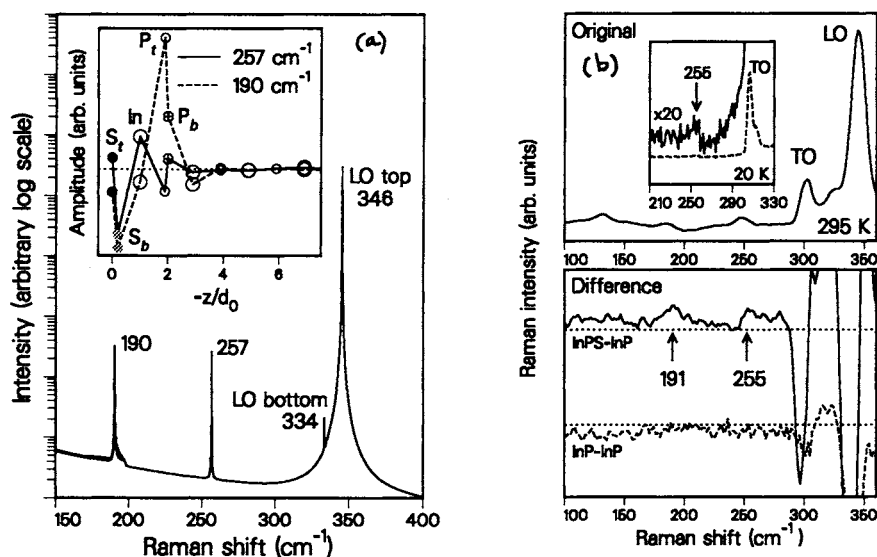 (a)
Intensity (arbitrary log scale)
Amplitude (arb. units)
257 cm⁻¹
190 cm⁻¹
P_t
P_b
In
S_t
S_b
0 2 4 6
-z/d₀
LO top
346
190
257
LO bottom
334
150 200 250 300 350 400
Raman shift (cm⁻¹)
Original
(b)
LO
TO
255
x20
TO
20 K
210 250 290 330
295 K
100 150 200 250 300 350
Raman intensity (arb. units)
Difference
InPS-InP
191
255
InP-InP
100 150 200 250 300 350
Raman shift (cm⁻¹)